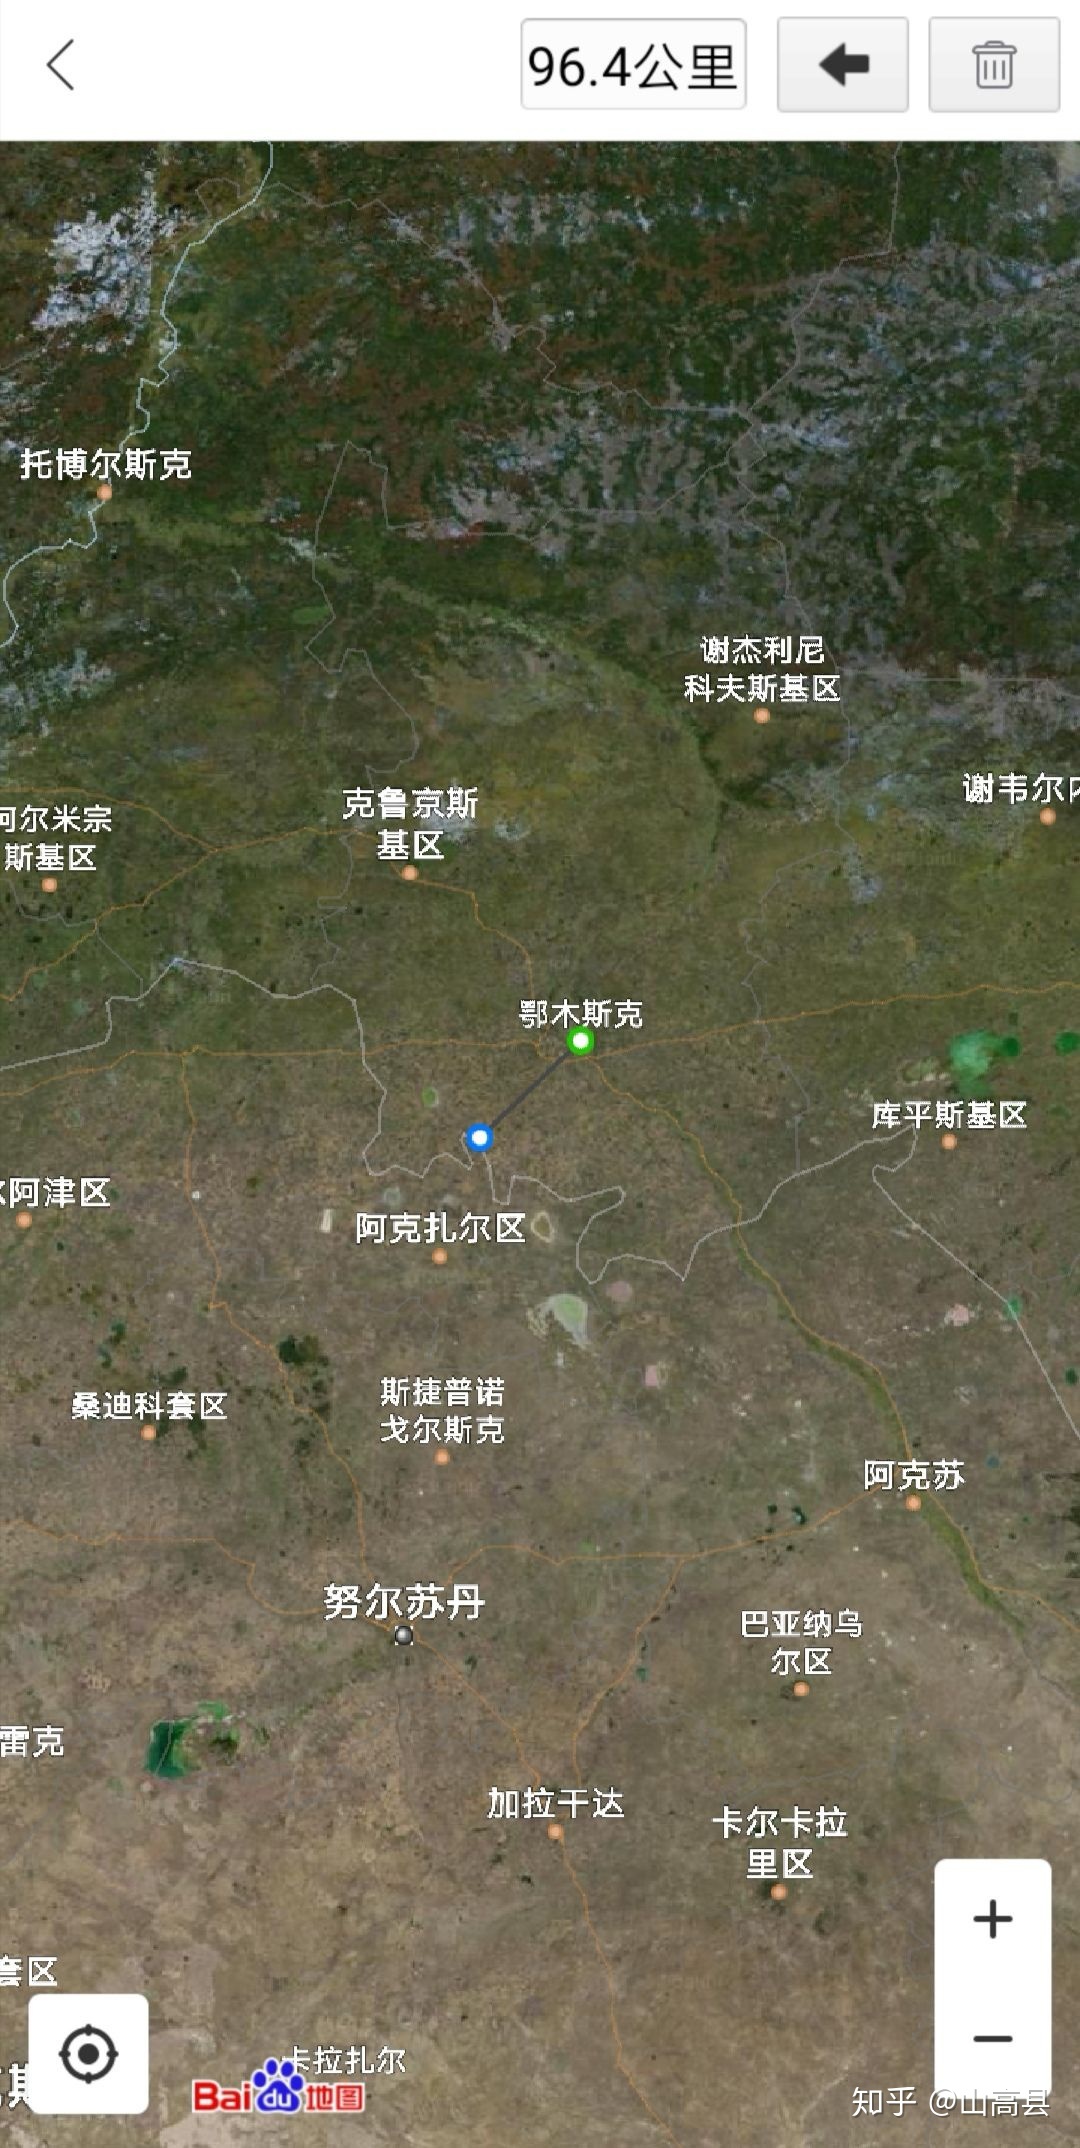 96.4公里
托博尔斯克
谢杰利尼
科夫斯基区
谢韦尔
克鲁京斯
基区
阿尔米宗
斯基区
鄂木斯克
库平斯基区
阿津区
阿克扎尔区
斯捷普诺
戈尔斯克
桑迪科套区
阿克苏
努尔苏丹
巴亚纳乌
尔区
雷克
加拉干达
卡尔卡拉
里区
套区
卡拉扎尔
Bai du 地图
知乎 @山高县